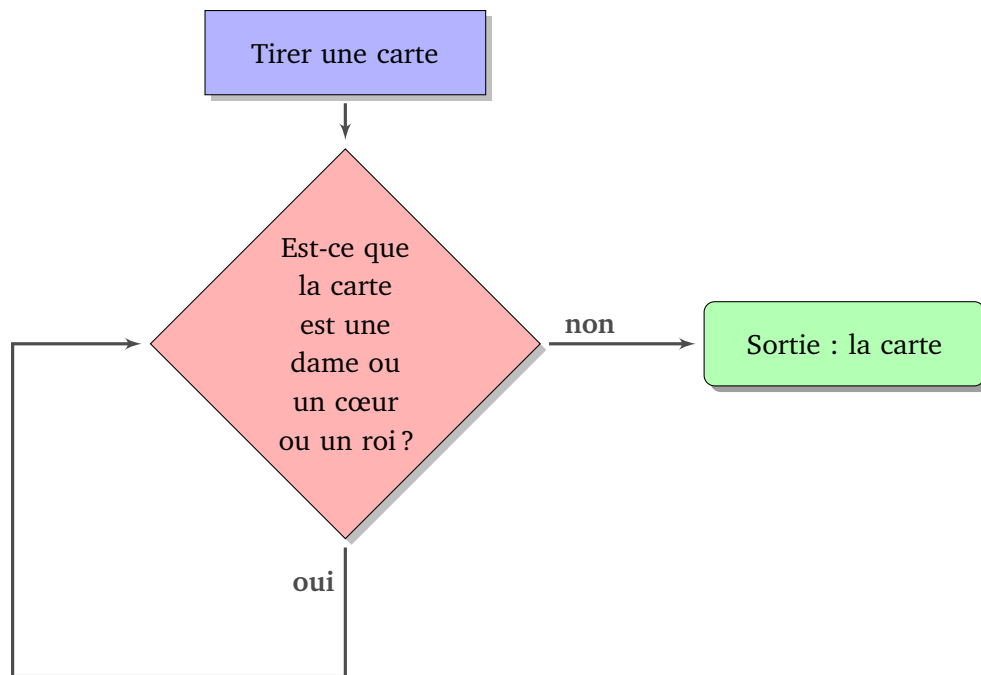 Tirer une carte
Est-ce que
la carte
est une
dame ou
un cœur
ou un roi ?
non
Sortie : la carte
oui